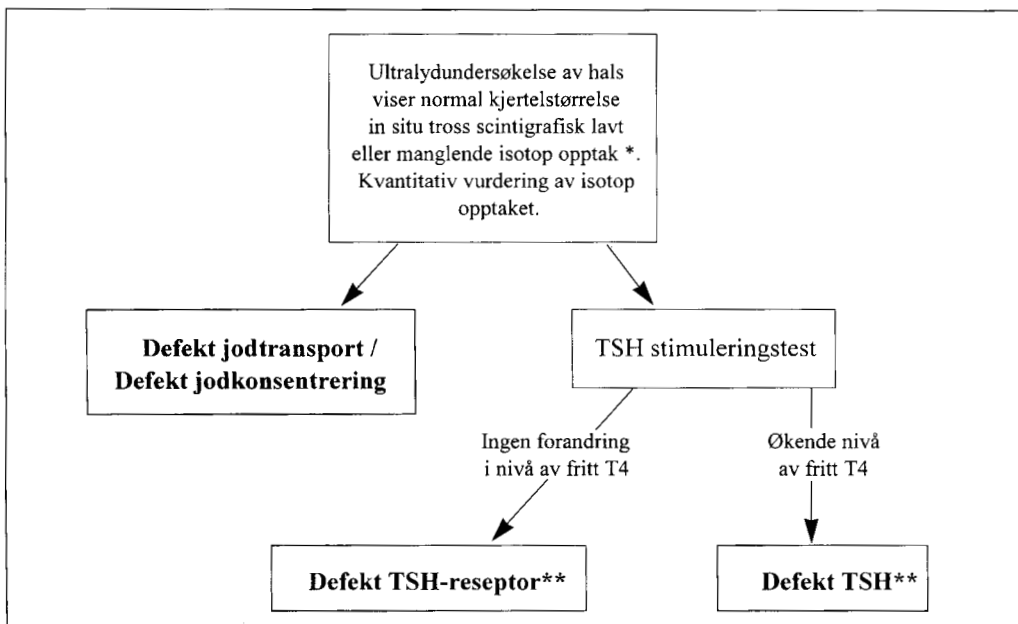 Ultralydundersøkelse av hals
viser normal kjertelstørrelse
in situ tross scintigrafisk lavt
eller manglende isotop opptak *.
Kvantitativ vurdering av isotop
opptaket.
Defekt jodtransport /
Defekt jodkonsentrering
TSH stimuleringstest
Ingen forandring
i nivå av fritt T4
Økende nivå
av fritt T4
Defekt TSH-reseptor**
Defekt TSH**